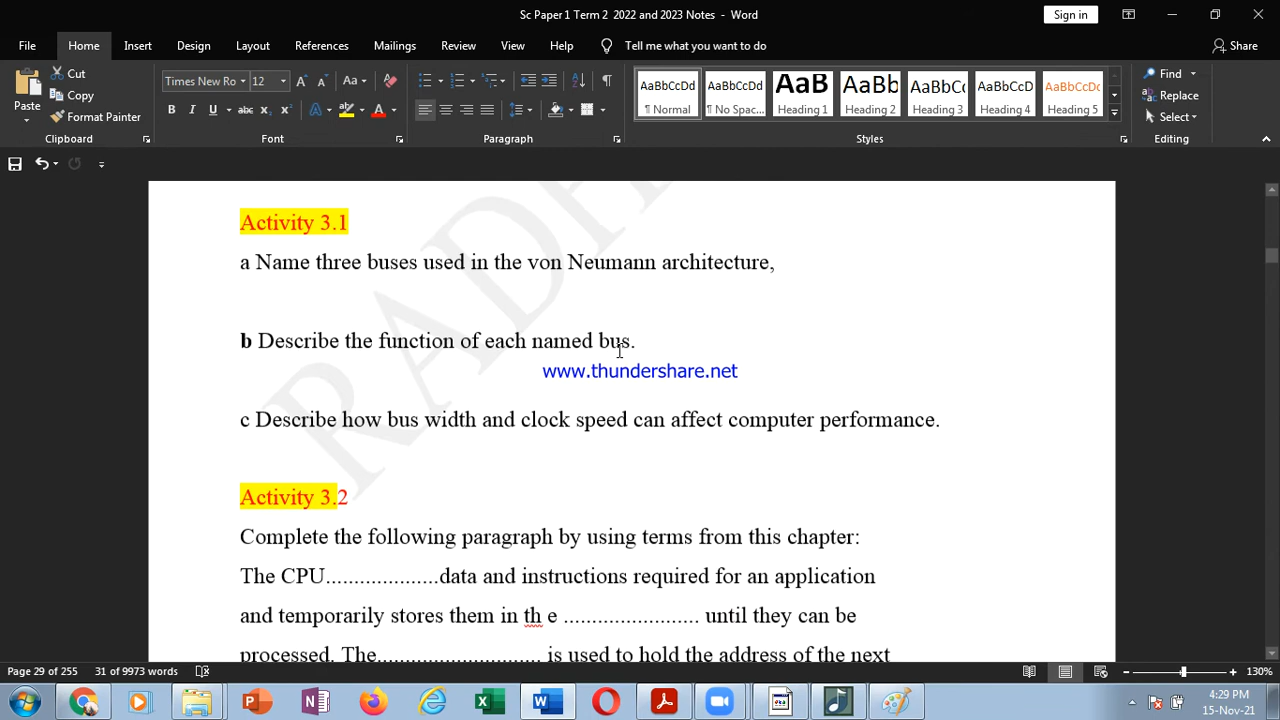 Sc Paper 1 Term 2 2022 and 2023 Notes - Word
Sign in
File Home Insert Design Layout References Mailings Review View Help Tell me what you want to do Share
Paste
Cut
Copy
Format Painter
Clipboard
Times New Ro 12
Font
Paragraph
AaBbCcDd AaBbCcDd AaB AaBb AaBbCcD AaBbCcD AaBbCcDd
¶ Normal ¶ No Spac... Heading 1 Heading 2 Heading 3 Heading 4 Heading 5
Styles
Find
Replace
Select
Editing
RADH
Activity 3.1
a Name three buses used in the von Neumann architecture,
b Describe the function of each named bus.
www.thundershare.net
c Describe how bus width and clock speed can affect computer performance.
Activity 3.2
Complete the following paragraph by using terms from this chapter:
The CPU....................data and instructions required for an application
and temporarily stores them in th e ........................ until they can be
processed. The............................. is used to hold the address of the next
Page 29 of 255 31 of 9973 words
130%
4:29 PM
15-Nov-21